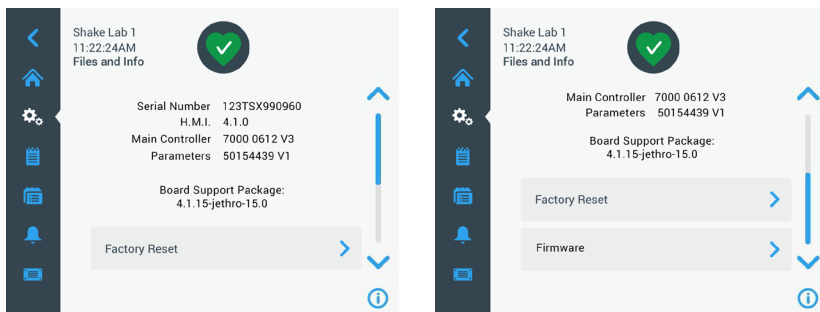 Shake Lab 1
11:22:24AM
Files and Info
Serial Number 123TSX990960
H.M.I. 4.1.0
Main Controller 7000 0612 V3
Parameters 50154439 V1
Board Support Package:
4.1.15-jethro-15.0
Factory Reset
Shake Lab 1
11:22:24AM
Files and Info
Main Controller 7000 0612 V3
Parameters 50154439 V1
Board Support Package:
4.1.15-jethro-15.0
Factory Reset
Firmware